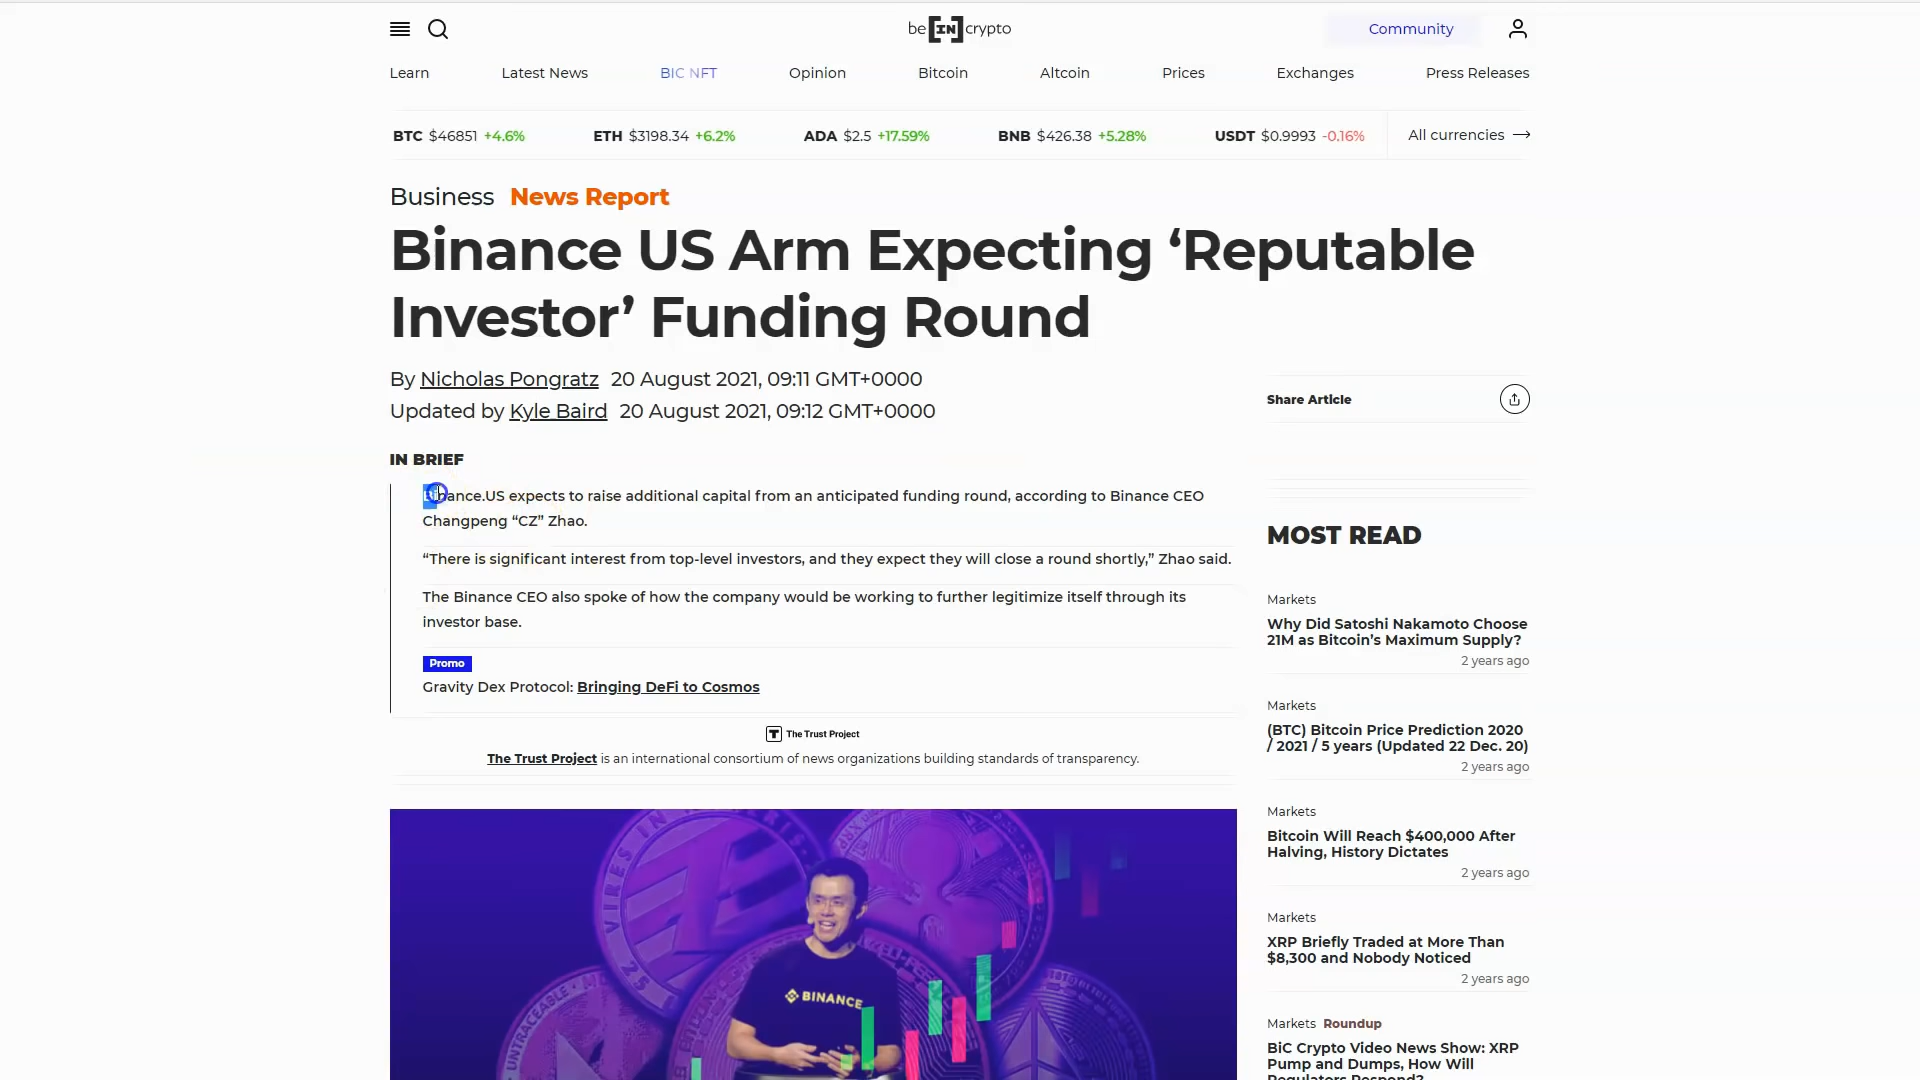 be [IN] crypto
Community
Learn
Latest News
BIC NFT
Opinion
Bitcoin
Altcoin
Prices
Exchanges
Press Releases
BTC $46851 +4.6%
ETH $3198.34 +6.2%
ADA $2.5 +17.59%
BNB $426.38 +5.28%
USDT $0.9993 -0.16%
All currencies →
Business News Report
Binance US Arm Expecting ‘Reputable
Investor’ Funding Round
By Nicholas Pongratz 20 August 2021, 09:11 GMT+0000
Updated by Kyle Baird 20 August 2021, 09:12 GMT+0000
Share Article
IN BRIEF
Binance.US expects to raise additional capital from an anticipated funding round, according to Binance CEO
Changpeng “CZ” Zhao.
“There is significant interest from top-level investors, and they expect they will close a round shortly,” Zhao said.
The Binance CEO also spoke of how the company would be working to further legitimize itself through its
investor base.
Promo
Gravity Dex Protocol: Bringing DeFi to Cosmos
T The Trust Project
The Trust Project is an international consortium of news organizations building standards of transparency.
VIRES IN
25
UNTRACEABLE
BINANCE
MOST READ
Markets
Why Did Satoshi Nakamoto Choose
21M as Bitcoin’s Maximum Supply?
2 years ago
Markets
(BTC) Bitcoin Price Prediction 2020
/ 2021 / 5 years (Updated 22 Dec. 20)
2 years ago
Markets
Bitcoin Will Reach $400,000 After
Halving, History Dictates
2 years ago
Markets
XRP Briefly Traded at More Than
$8,300 and Nobody Noticed
2 years ago
Markets Roundup
BiC Crypto Video News Show: XRP
Pump and Dumps, How Will
Regulators Respond?